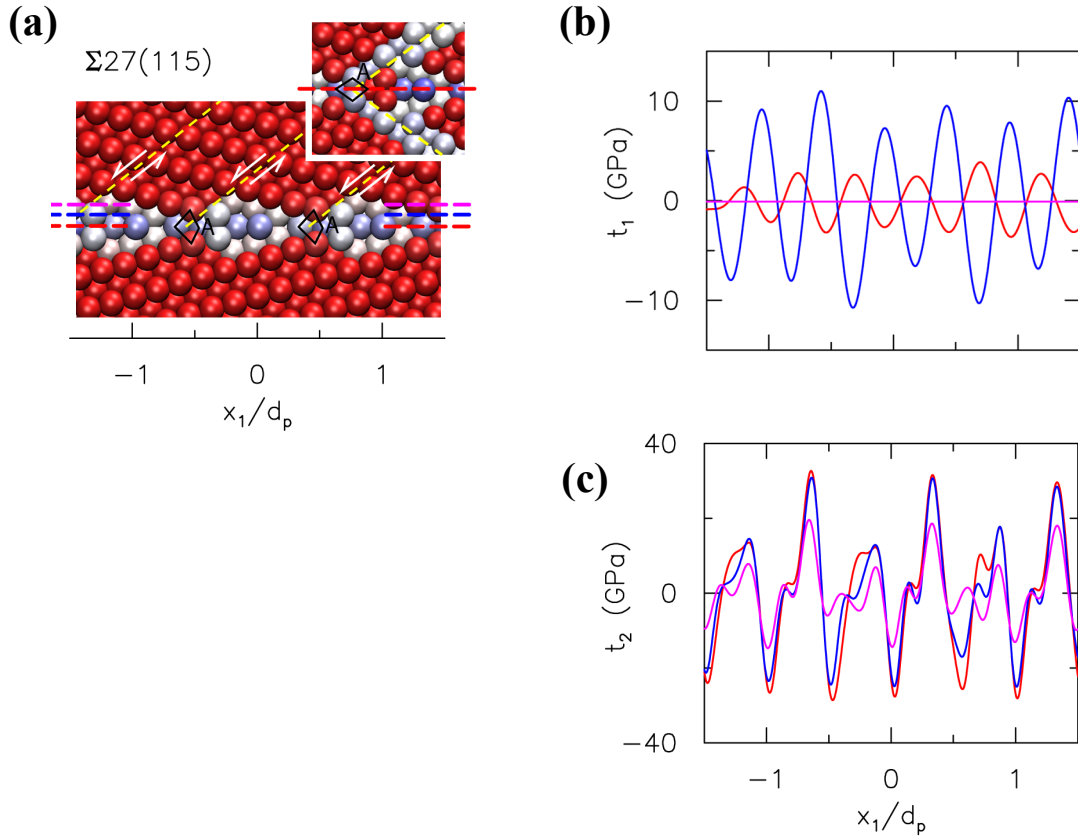 (a)
Σ27(115)
A
A
A
−1
0
1
x₁/dₚ
(b)
10
0
−10
t₁ (GPa)
(c)
40
0
−40
t₂ (GPa)
−1
0
1
x₁/dₚ